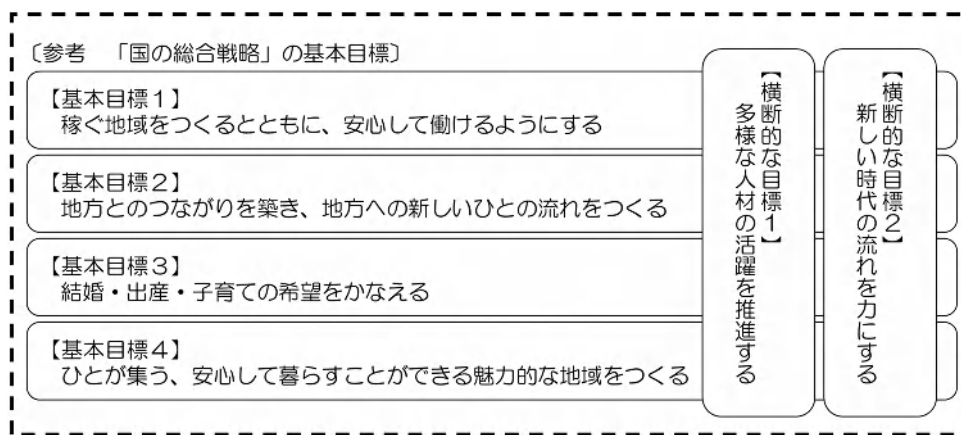 〔参考　「国の総合戦略」の基本目標〕
【基本目標１】
稼ぐ地域をつくるとともに、安心して働けるようにする
【基本目標２】
地方とのつながりを築き、地方への新しいひとの流れをつくる
【基本目標３】
結婚・出産・子育ての希望をかなえる
【基本目標４】
ひとが集う、安心して暮らすことができる魅力的な地域をつくる
【横断的な目標１】
多様な人材の活躍を推進する
【横断的な目標２】
新しい時代の流れを力にする